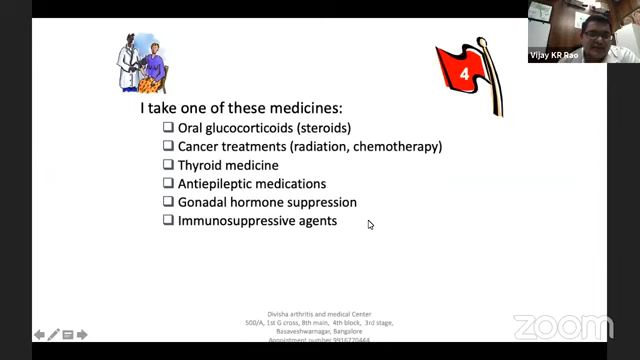 Vijay KR Rao
4
I take one of these medicines:
Oral glucocorticoids (steroids)
Cancer treatments (radiation, chemotherapy)
Thyroid medicine
Antiepileptic medications
Gonadal hormone suppression
Immunosuppressive agents
Divisha arthritis and medical Center
500/A, 1st G cross, 8th main, 4th block, 3rd stage,
Basaveshwarnagar, Bangalore
Appointment number 9916770464
zoom